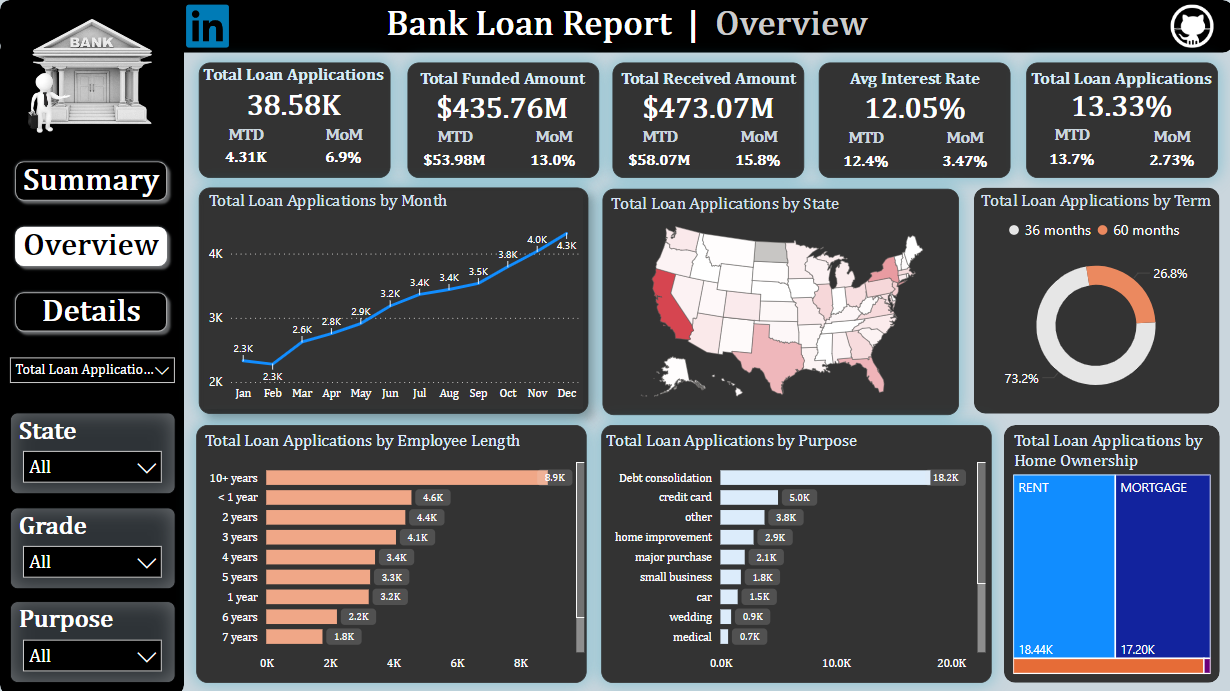 BANK
in
Bank Loan Report | Overview
Summary
Overview
Details
Total Loan Applicatio...
State
All
Grade
All
Purpose
All
Total Loan Applications
38.58K
MTD MoM
4.31K 6.9%
Total Funded Amount
$435.76M
MTD MoM
$53.98M 13.0%
Total Received Amount
$473.07M
MTD MoM
$58.07M 15.8%
Avg Interest Rate
12.05%
MTD MoM
12.4% 3.47%
Total Loan Applications
13.33%
MTD MoM
13.7% 2.73%
Total Loan Applications by Month
4K
3K
2K
2.3K
2.3K
2.6K
2.8K
2.9K
3.2K
3.4K
3.4K
3.5K
3.8K
4.0K
4.3K
Jan Feb Mar Apr May Jun Jul Aug Sep Oct Nov Dec
Total Loan Applications by State
Total Loan Applications by Term
36 months 60 months
26.8%
73.2%
Total Loan Applications by Employee Length
10+ years 8.9K
< 1 year 4.6K
2 years 4.4K
3 years 4.1K
4 years 3.4K
5 years 3.3K
1 year 3.2K
6 years 2.2K
7 years 1.8K
0K 2K 4K 6K 8K
Total Loan Applications by Purpose
Debt consolidation 18.2K
credit card 5.0K
other 3.8K
home improvement 2.9K
major purchase 2.1K
small business 1.8K
car 1.5K
wedding 0.9K
medical 0.7K
0.0K 10.0K 20.0K
Total Loan Applications by
Home Ownership
RENT MORTGAGE
18.44K 17.20K